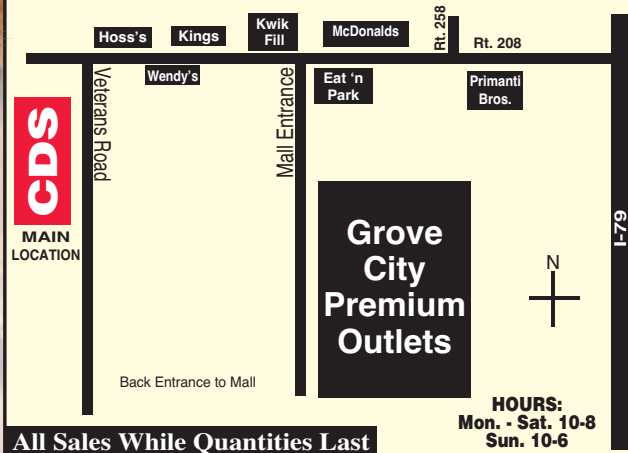 Hoss's
Kings
Kwik
Fill
McDonalds
Rt. 258
Rt. 208
Wendy's
Eat ‘n
Park
Primanti
Bros.
Veterans Road
Mall Entrance
CDS
MAIN
LOCATION
Grove
City
Premium
Outlets
I-79
N
Back Entrance to Mall
HOURS:
Mon. - Sat. 10-8
Sun. 10-6
All Sales While Quantities Last